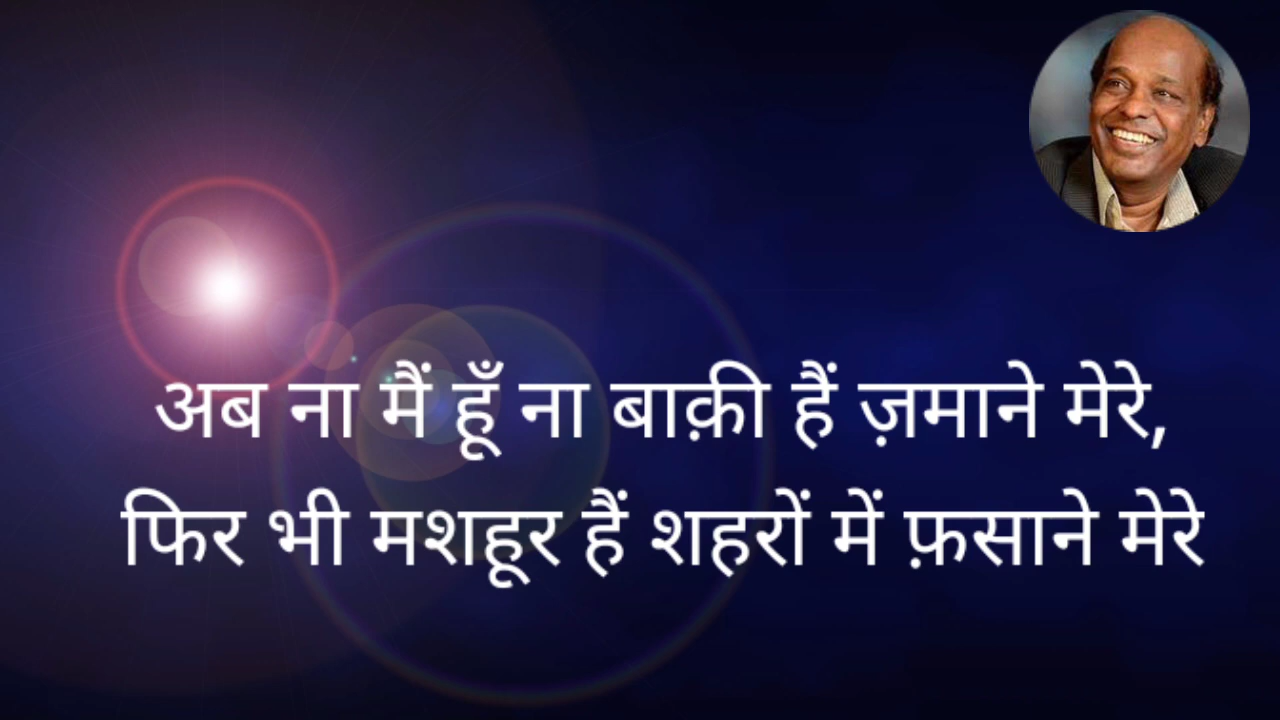 अब ना मैं हूँ ना बाक़ी हैं ज़माने मेरे,
फिर भी मशहूर हैं शहरों में फ़साने मेरे